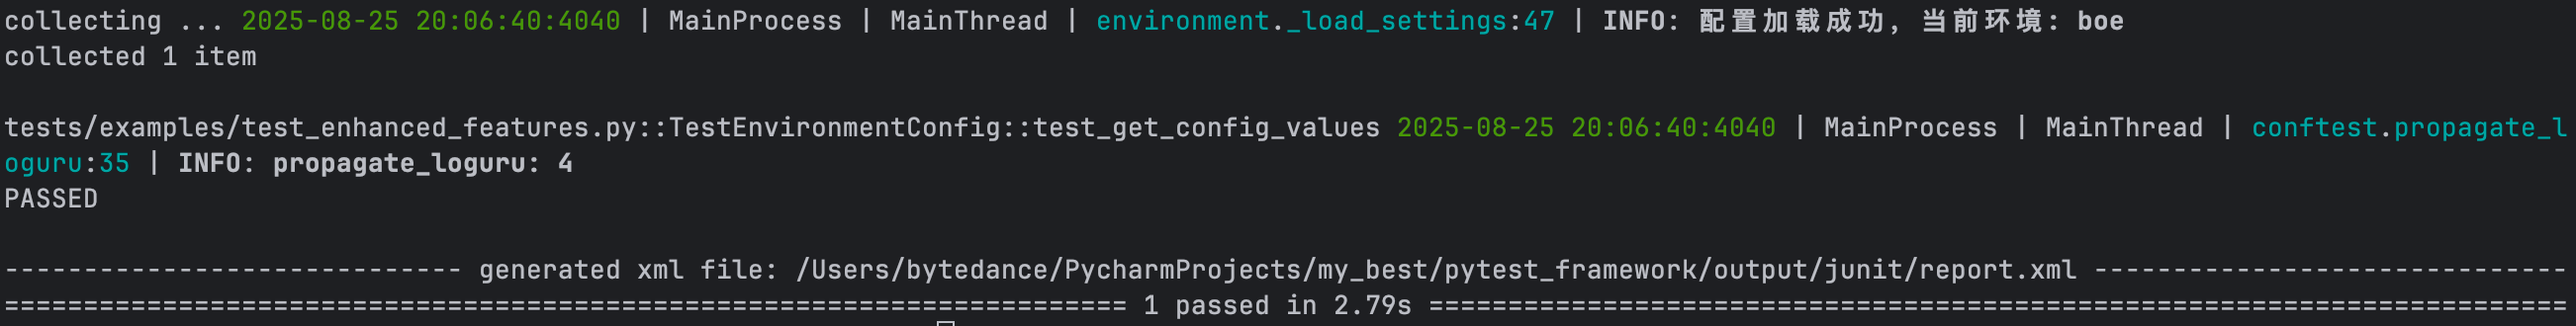 collecting ... 2025-08-25 20:06:40:4040 | MainProcess | MainThread | environment._load_settings:47 | INFO: 配置加载成功, 当前环境: boe
collected 1 item
tests/examples/test_enhanced_features.py::TestEnvironmentConfig::test_get_config_values 2025-08-25 20:06:40:4040 | MainProcess | MainThread | conftest.propagate_l
oguru:35 | INFO: propagate_loguru: 4
PASSED
----------------------------- generated xml file: /Users/bytedance/PycharmProjects/my_best/pytest_framework/output/junit/report.xml ------------------------------
======================================================================= 1 passed in 2.79s ========================================================================